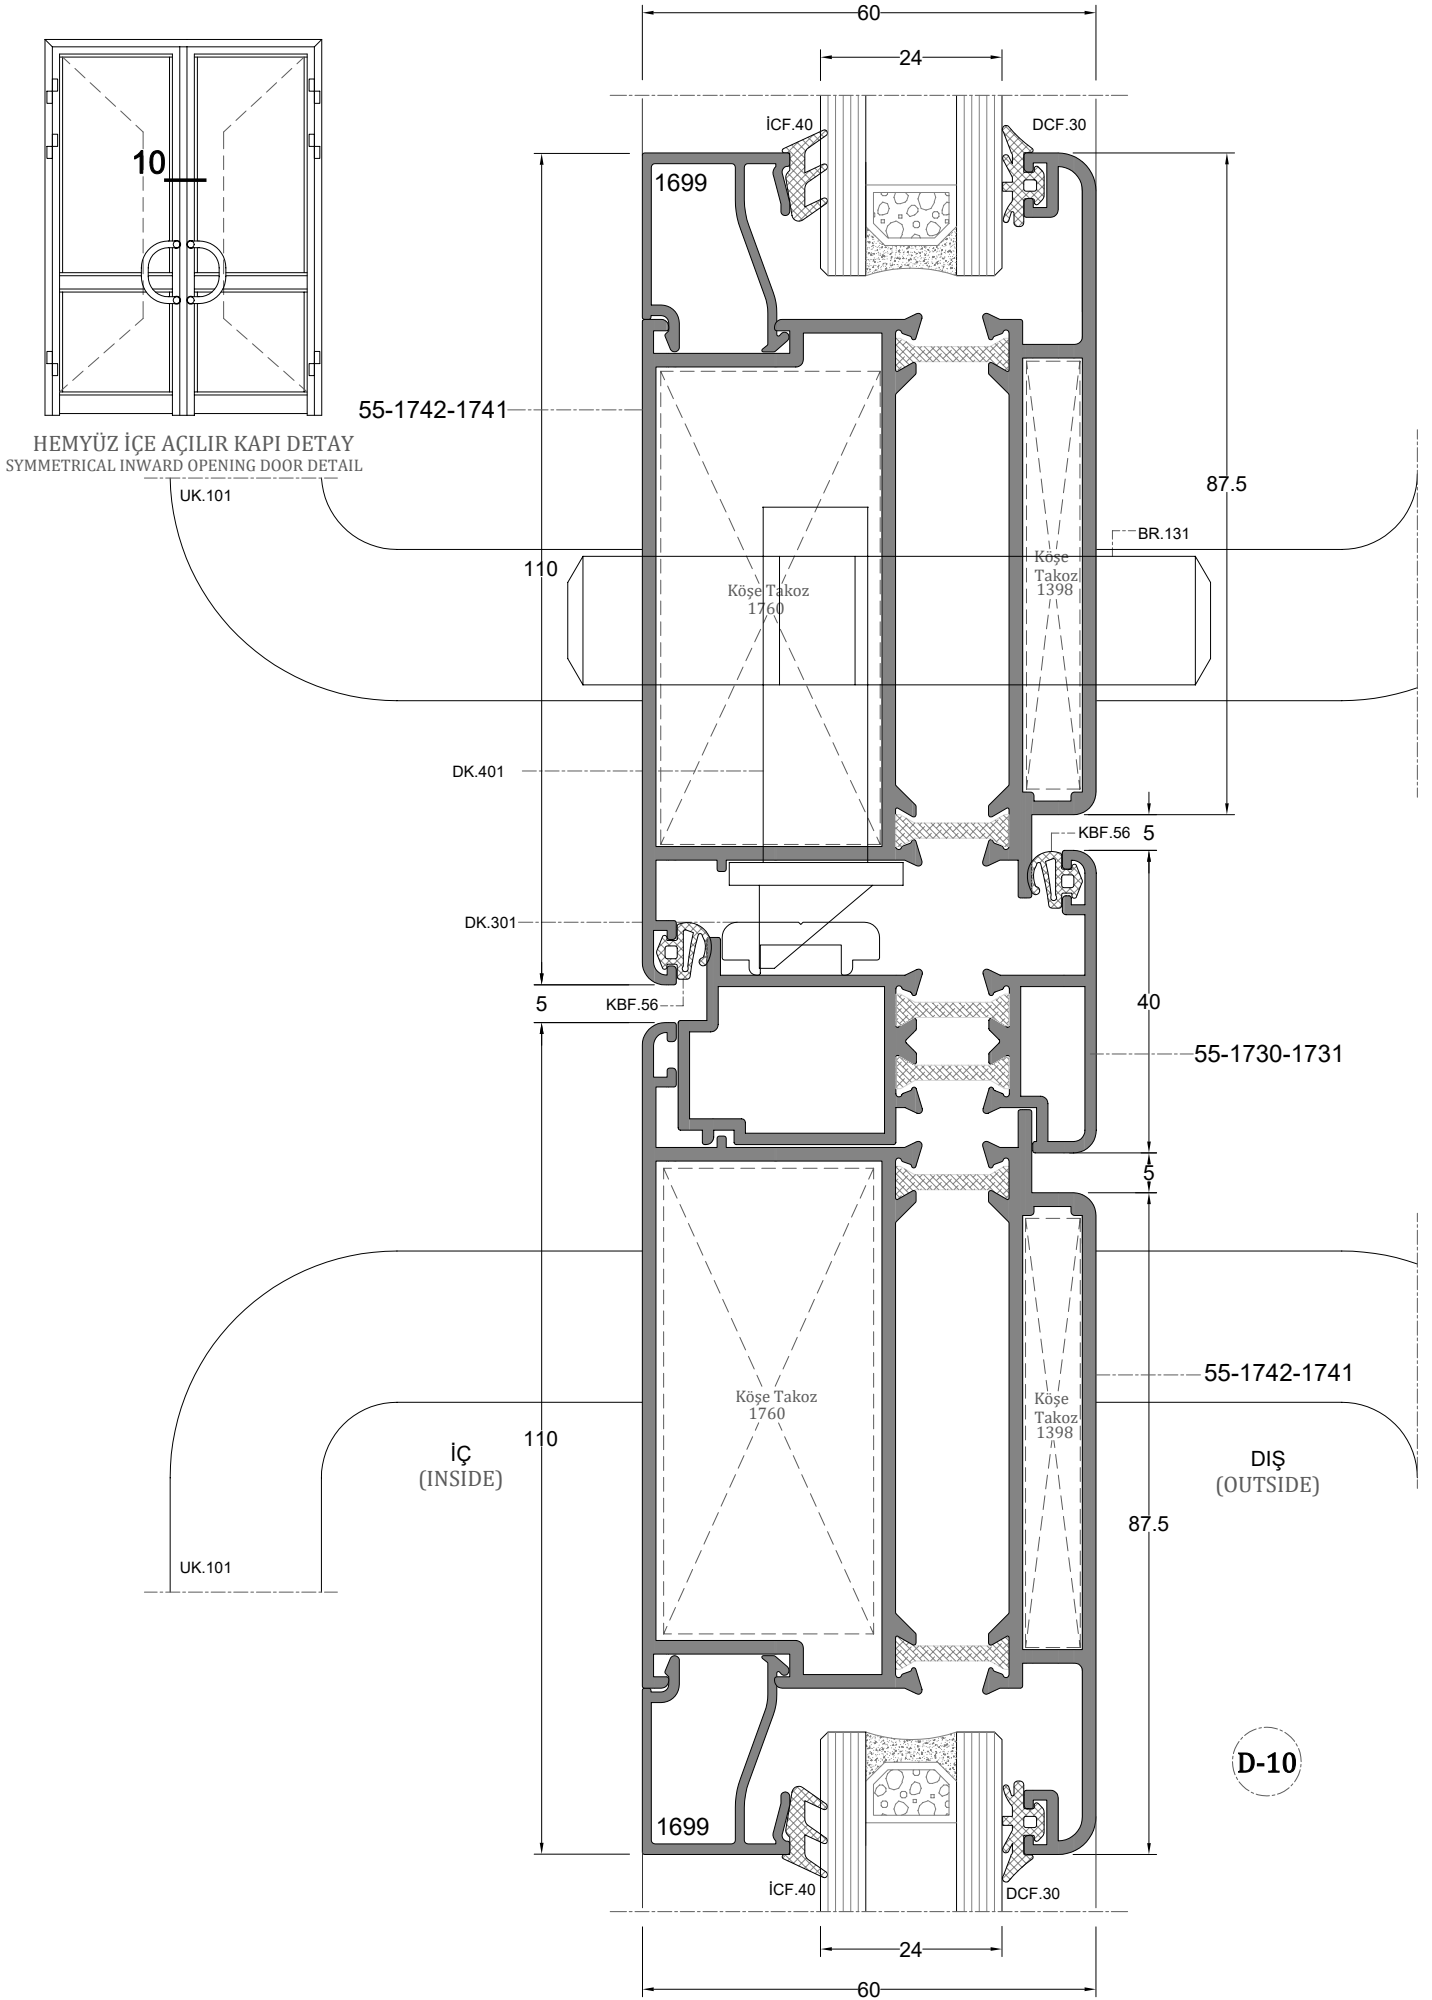 60
24
İCF.40
DCF.30
10
1699
55-1742-1741
HEMYÜZ İÇE AÇILIR KAPI DETAY
SYMMETRICAL INWARD OPENING DOOR DETAIL
UK.101
87.5
BR.131
110
Köşe Takoz
1760
Köşe
Takoz
1398
DK.401
KBF.56
5
DK.301
5
KBF.56
40
55-1730-1731
5
55-1742-1741
Köşe Takoz
1760
Köşe
Takoz
1398
110
İÇ
(INSIDE)
DIŞ
(OUTSIDE)
87.5
UK.101
D-10
1699
İCF.40
DCF.30
24
60